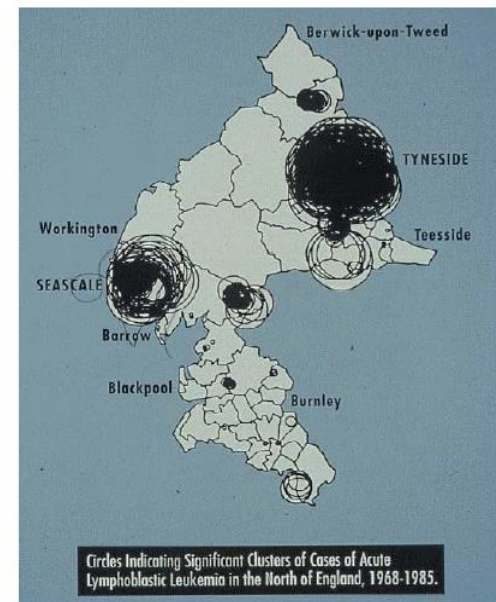 Berwick-upon-Tweed
TYNESIDE
Workington
Teesside
SEASCALE
Barrow
Blackpool
Burnley
Circles Indicating Significant Clusters of Cases of Acute
Lymphoblastic Leukemia in the North of England, 1968-1985.